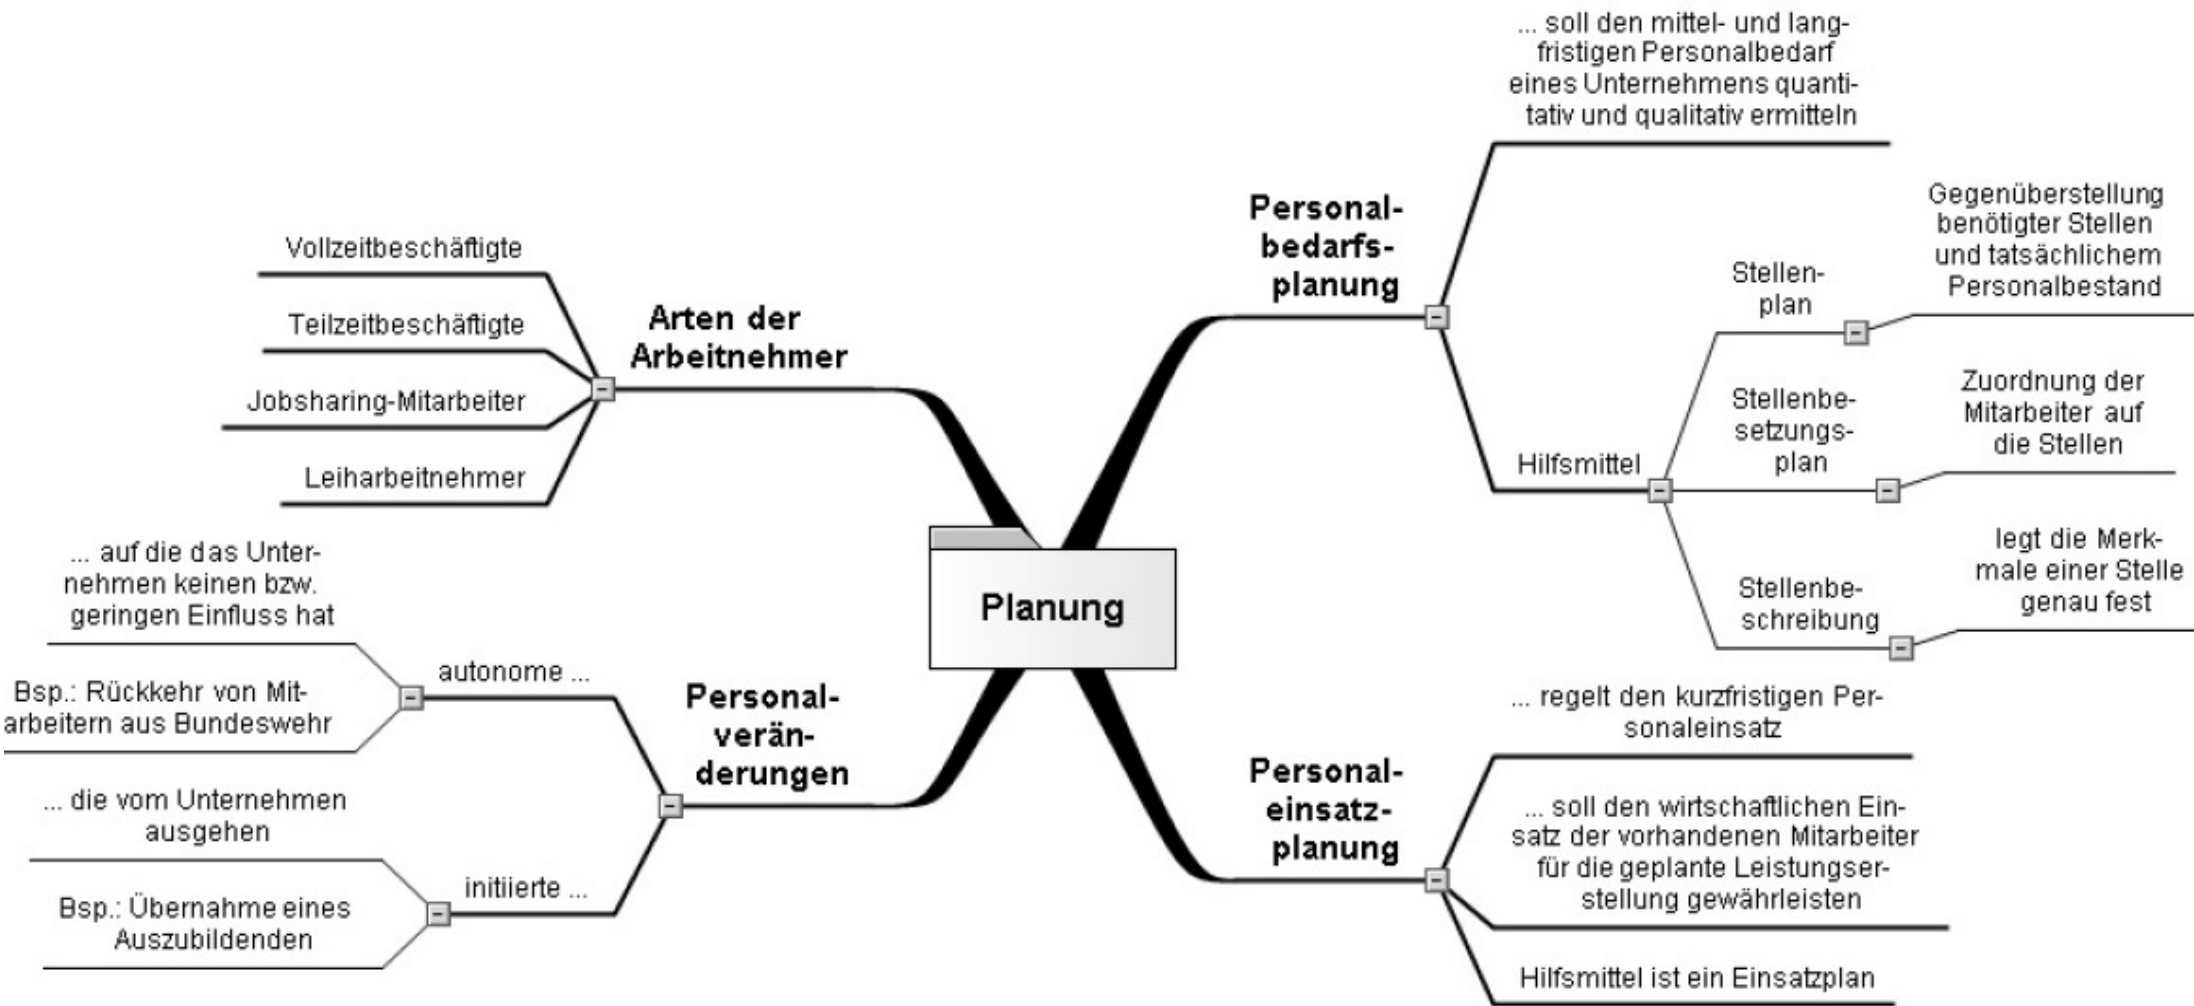 Planung
Personal-
bedarfs-
planung
... soll den mittel- und lang-
fristigen Personalbedarf
eines Unternehmens quanti-
tativ und qualitativ ermitteln
Hilfsmittel
Stellen-
plan
Gegenüberstellung
benötigter Stellen
und tatsächlichem
Personalbestand
Stellenbe-
setzungs-
plan
Zuordnung der
Mitarbeiter auf
die Stellen
Stellenbe-
schreibung
legt die Merk-
male einer Stelle
genau fest
Personal-
einsatz-
planung
... regelt den kurzfristigen Per-
sonaleinsatz
... soll den wirtschaftlichen Ein-
satz der vorhandenen Mitarbeiter
für die geplante Leistungser-
stellung gewährleisten
Hilfsmittel ist ein Einsatzplan
Arten der
Arbeitnehmer
Vollzeitbeschäftigte
Teilzeitbeschäftigte
Jobsharing-Mitarbeiter
Leiharbeitnehmer
Personal-
verän-
derungen
autonome ...
... auf die das Unter-
nehmen keinen bzw.
geringen Einfluss hat
Bsp.: Rückkehr von Mit-
arbeitern aus Bundeswehr
initiierte ...
... die vom Unternehmen
ausgehen
Bsp.: Übernahme eines
Auszubildenden